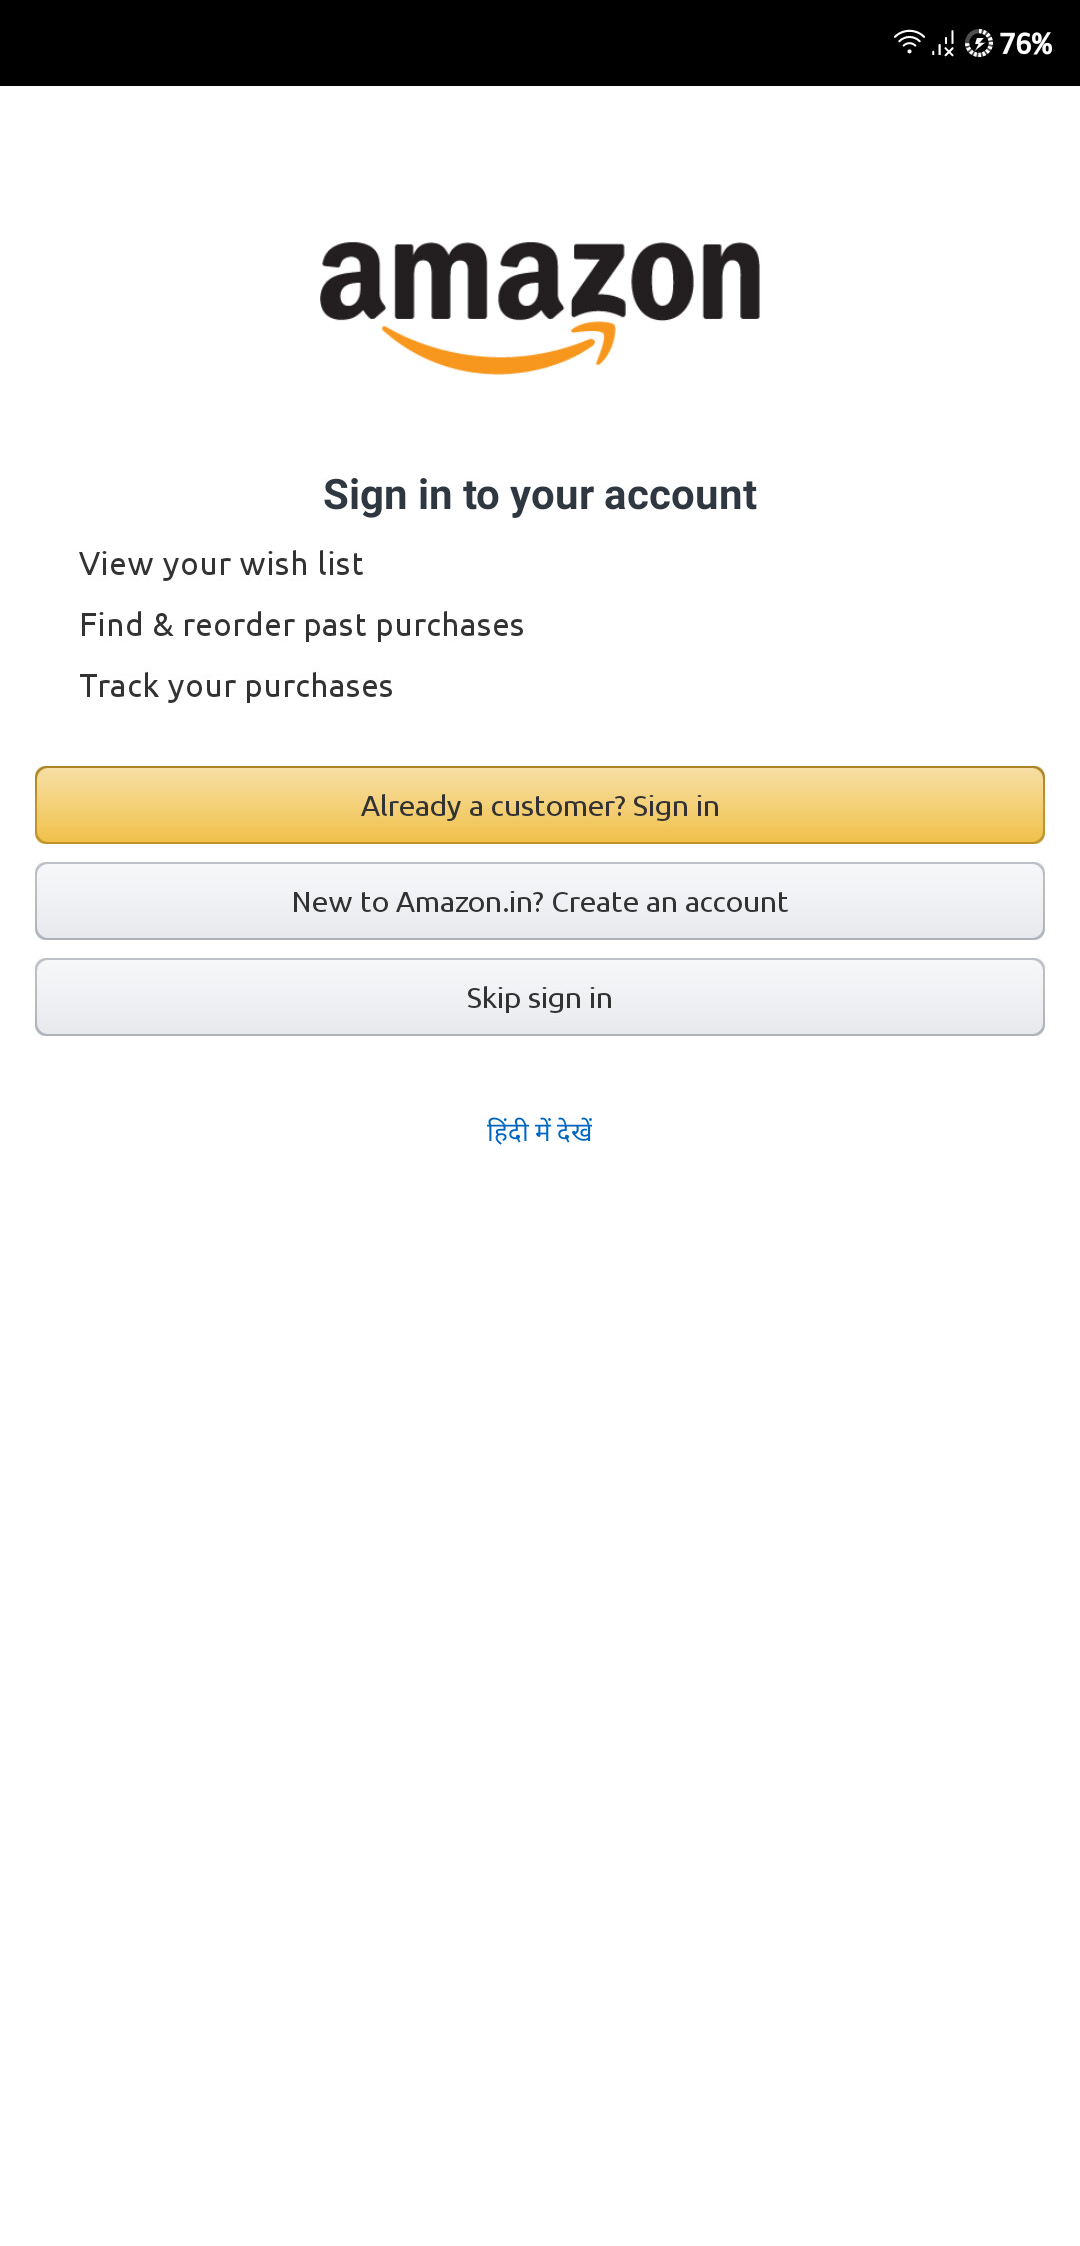 76%
amazon
Sign in to your account
View your wish list
Find & reorder past purchases
Track your purchases
Already a customer? Sign in
New to Amazon.in? Create an account
Skip sign in
हिंदी में देखें